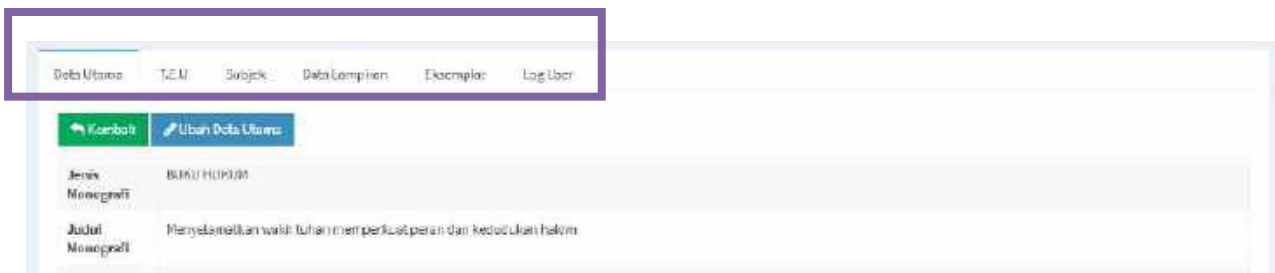 Data Utama T.E.U Subjek Data Lampiran Eksemplar Log User
Kembali Ubah Data Utama
Jenis Monografi BUKU HUKUM
Judul Monografi Menyelamatkan wakil tuhan memperkuat peran dan kedudukan hakim